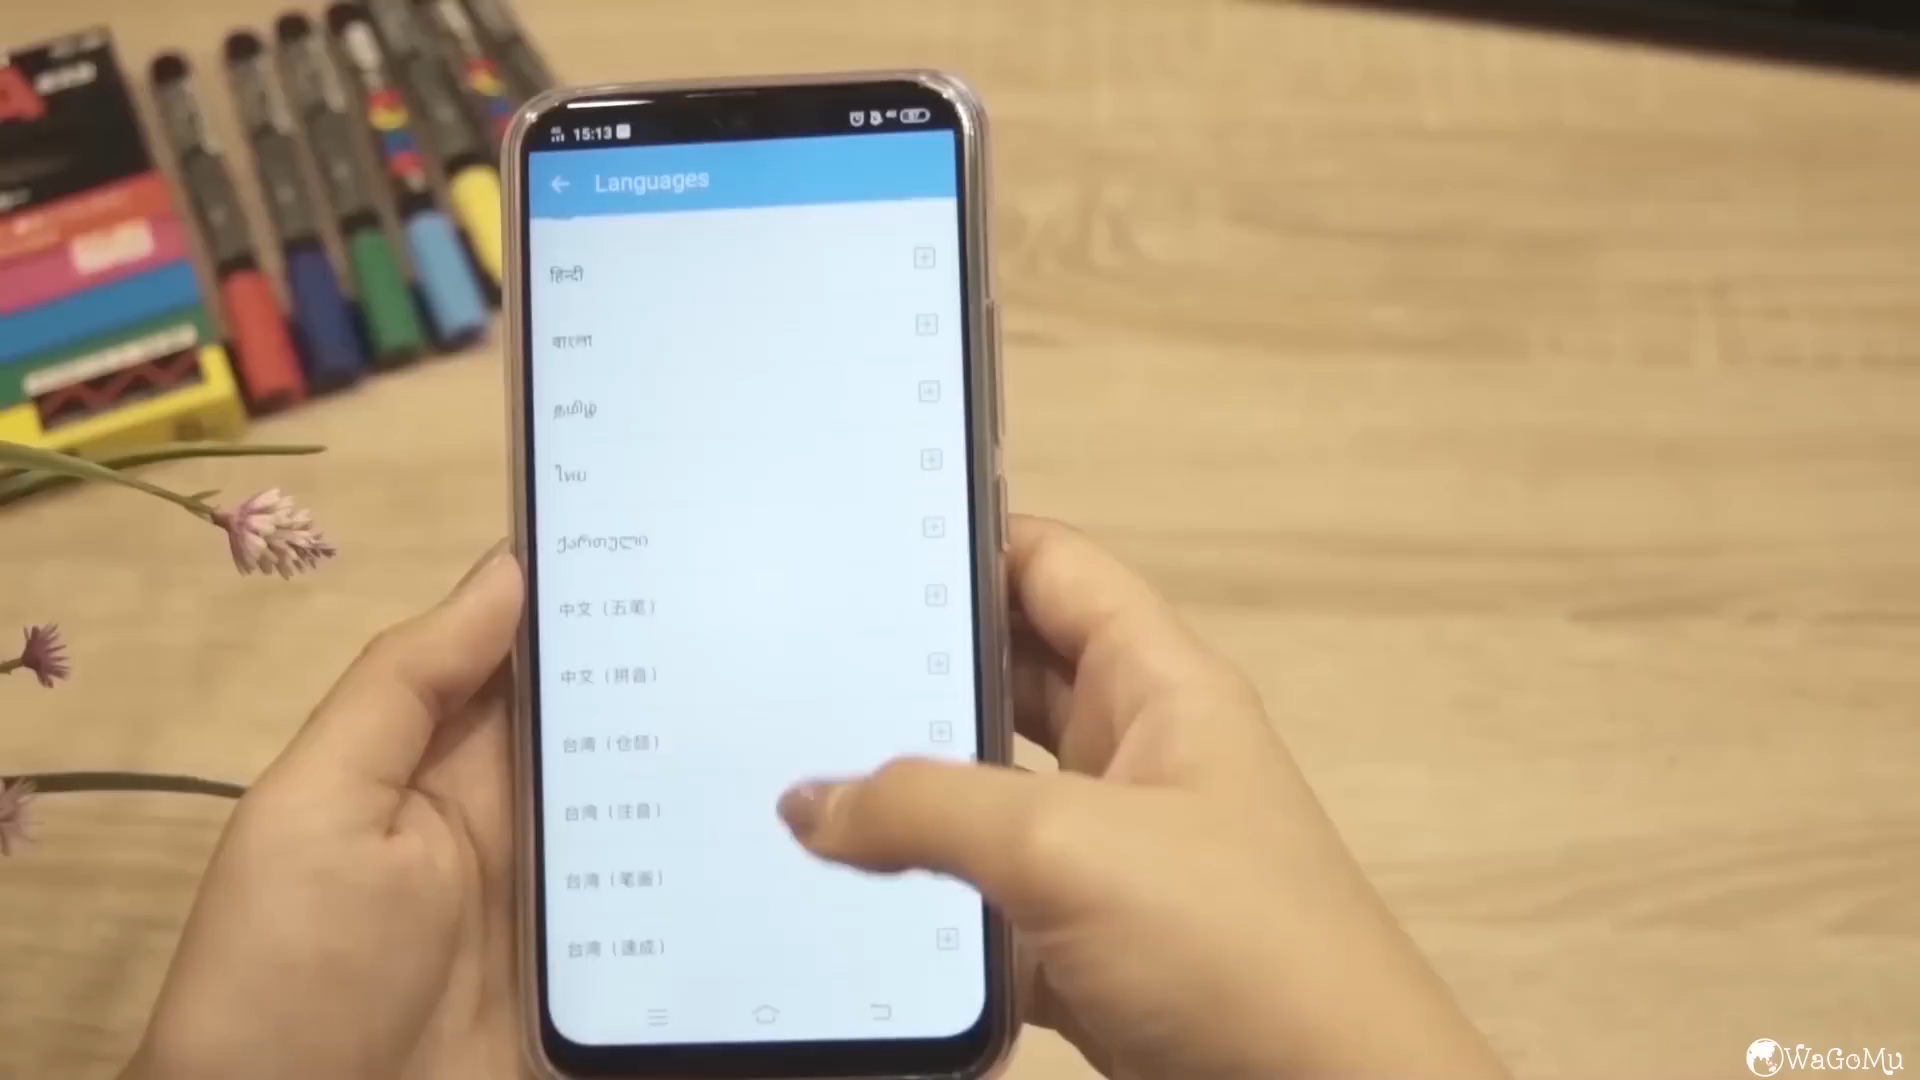 15:13
Languages
हिन्दी
বাংলা
தமிழ்
ไทย
ქართული
中文（五笔）
中文（拼音）
台湾（仓颉）
台湾（注音）
台湾（笔画）
台湾（速成）
WaGoMu